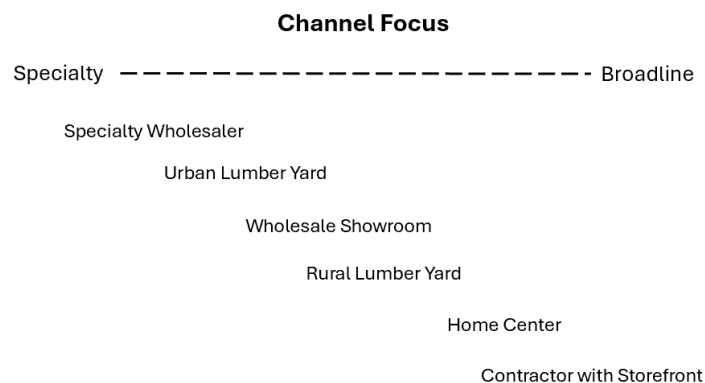 Channel Focus
Specialty Broadline
Specialty Wholesaler
Urban Lumber Yard
Wholesale Showroom
Rural Lumber Yard
Home Center
Contractor with Storefront